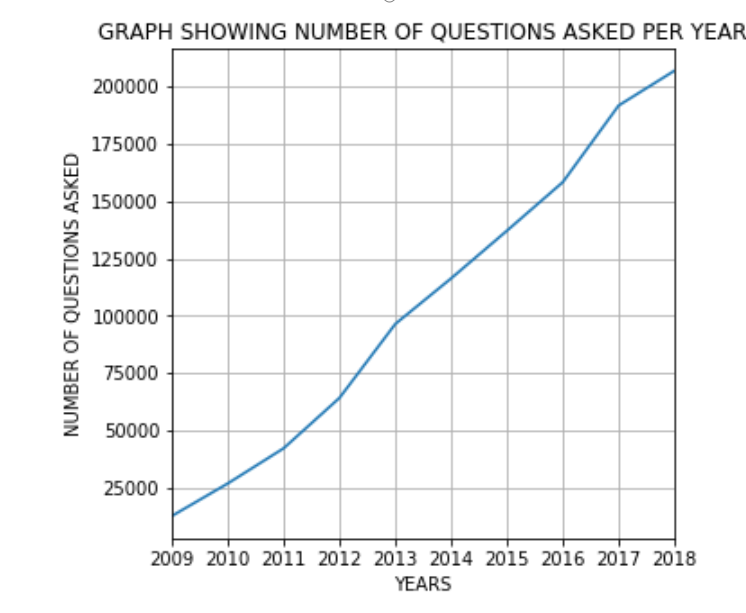 GRAPH SHOWING NUMBER OF QUESTIONS ASKED PER YEAR
NUMBER OF QUESTIONS ASKED
200000
175000
150000
125000
100000
75000
50000
25000
2009 2010 2011 2012 2013 2014 2015 2016 2017 2018
YEARS